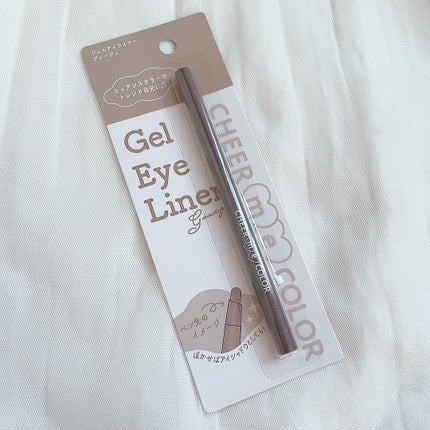 ジェルアイライナー
グレージュ
ニュアンスカラーで
トレンド目元に♫
Gel
Eye
Liner
CHEER me COLOR
CHEER me COLOR
ペン先の
イメージ
ぼかせばアイシャドウとしても!